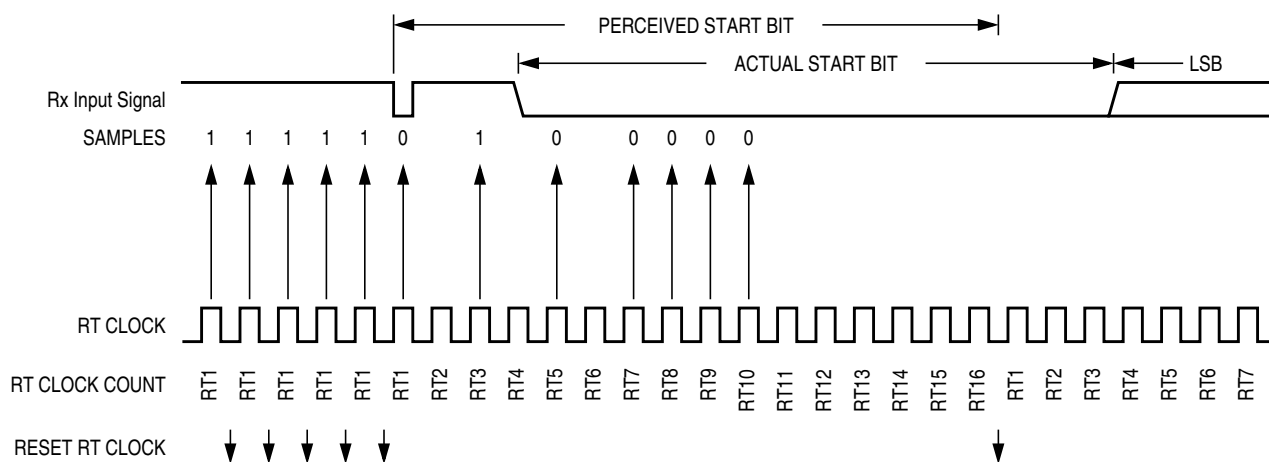 PERCEIVED START BIT
ACTUAL START BIT LSB
Rx Input Signal
SAMPLES 1 1 1 1 1 0 1 0 0 0 0 0
RT CLOCK
RT CLOCK COUNT RT1 RT1 RT1 RT1 RT1 RT1 RT2 RT3 RT4 RT5 RT6 RT7 RT8 RT9 RT10 RT11 RT12 RT13 RT14 RT15 RT16 RT1 RT2 RT3 RT4 RT5 RT6 RT7
RESET RT CLOCK